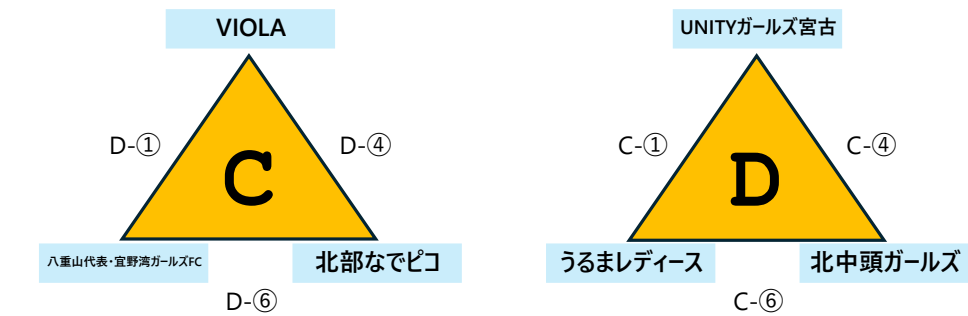 VIOLA
D-①
D-④
C
八重山代表・宜野湾ガールズFC
北部なでピコ
D-⑥
UNITYガールズ宮古
C-①
C-④
D
うるまレディース
北中頭ガールズ
C-⑥